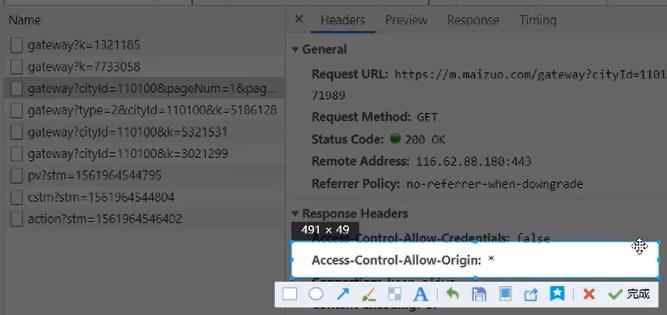 Name
gateway?k=1321185
gateway?k=7733058
gateway?cityId=110100&pageNum=1&pag...
gateway?type=2&cityId=110100&k=5186128
gateway?cityId=110100&k=5321531
gateway?cityId=110100&k=3021299
pv?stm=1561964544795
cstm?stm=1561964544804
action?stm=1561964546402
× Headers Preview Response Timing
General
Request URL: https://m.maizuo.com/gateway?cityId=1101
71989
Request Method: GET
Status Code: 200 OK
Remote Address: 116.62.88.180:443
Referrer Policy: no-referrer-when-downgrade
Response Headers
491 × 49
Access-Control-Allow-Credentials: false
Access-Control-Allow-Origin: *
A 完成